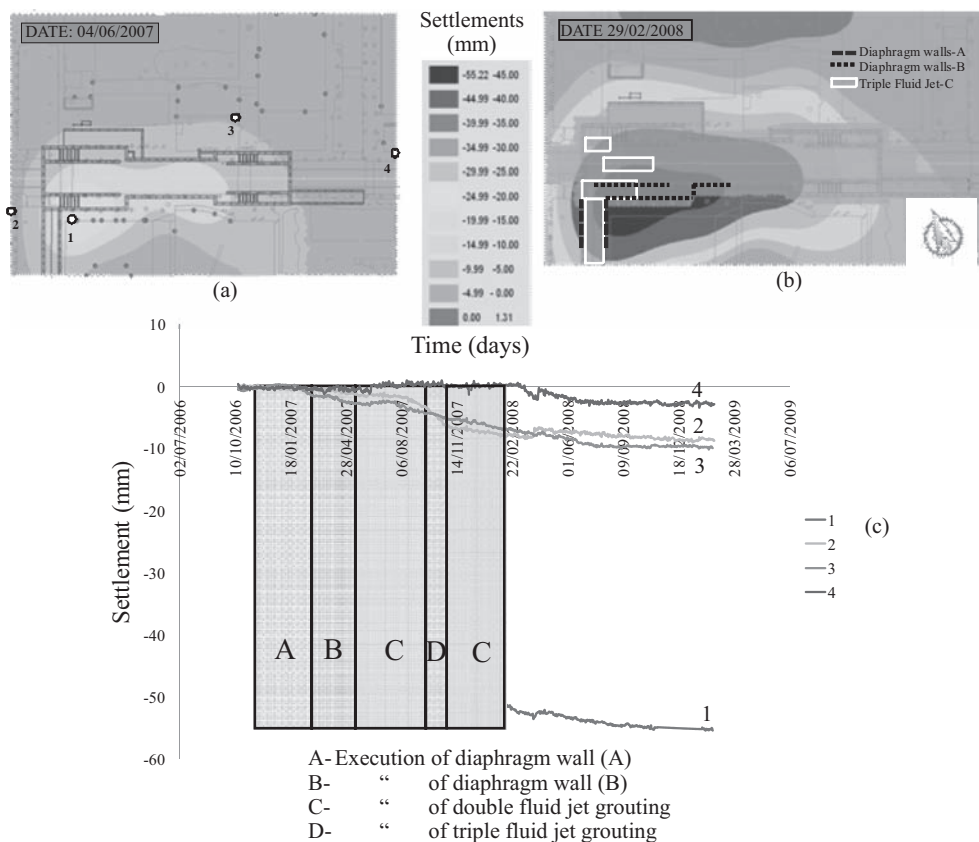 DATE: 04/06/2007
3
4
2
1
(a)
Settlements
(mm)
-55.22 -45.00
-44.99 -40.00
-39.99 -35.00
-34.99 -30.00
-29.99 -25.00
-24.99 -20.00
-19.99 -15.00
-14.99 -10.00
-9.99 -5.00
-4.99 - 0.00
0.00 1.31
DATE 29/02/2008
Diaphragm walls-A
Diaphragm walls-B
Triple Fluid Jet-C
(b)
Time (days)
Settlement (mm)
10
0
-10
-20
-30
-40
-50
-60
02/07/2006
10/10/2006
18/01/2007
28/04/2007
06/08/2007
14/11/2007
22/02/2008
01/06/2008
09/09/2008
18/12/2008
28/03/2009
06/07/2009
4
2
3
1
A
B
C
D
C
1
2
3
4
(c)
A- Execution of diaphragm wall (A)
B- “ of diaphragm wall (B)
C- “ of double fluid jet grouting
D- “ of triple fluid jet grouting